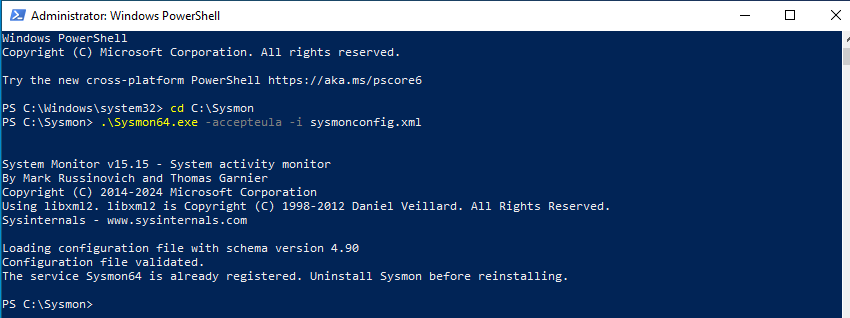 Administrator: Windows PowerShell
Windows PowerShell
Copyright (C) Microsoft Corporation. All rights reserved.
Try the new cross-platform PowerShell https://aka.ms/pscore6
PS C:\Windows\system32> cd C:\Sysmon
PS C:\Sysmon> .\Sysmon64.exe -accepteula -i sysmonconfig.xml
System Monitor v15.15 - System activity monitor
By Mark Russinovich and Thomas Garnier
Copyright (C) 2014-2024 Microsoft Corporation
Using libxml2. libxml2 is Copyright (C) 1998-2012 Daniel Veillard. All Rights Reserved.
Sysinternals - www.sysinternals.com
Loading configuration file with schema version 4.90
Configuration file validated.
The service Sysmon64 is already registered. Uninstall Sysmon before reinstalling.
PS C:\Sysmon>